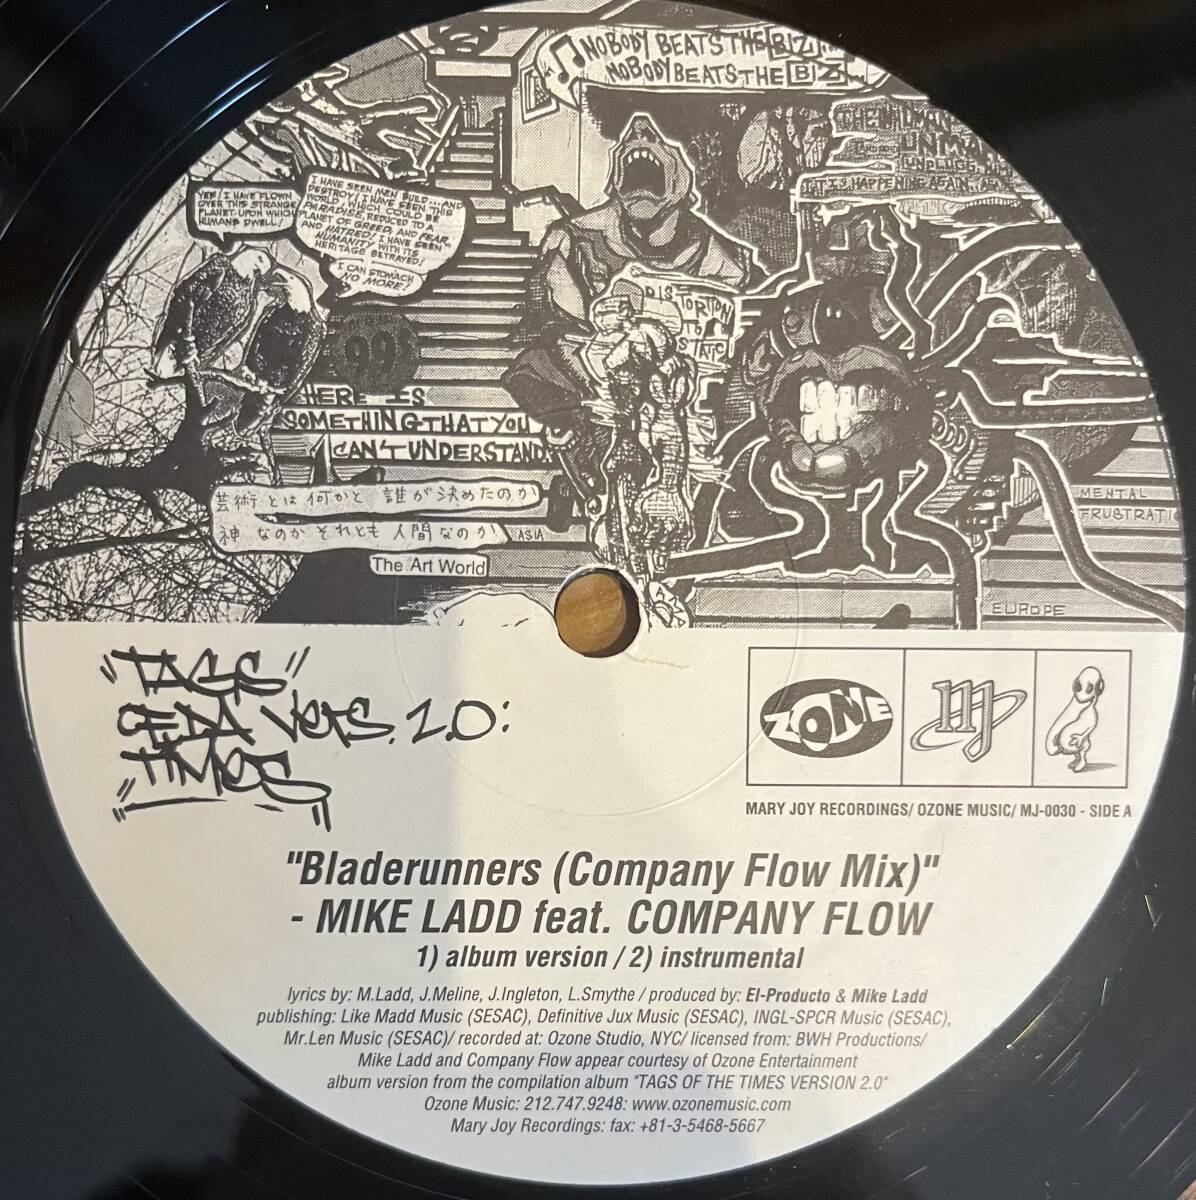 NOBODY BEATS THE BIZ
NOBODY BEATS THE BIZ
YES! I HAVE FLOWN
OVER THIS STRANGE
PLANET UPON WHICH
HUMANS DWELL!
I HAVE SEEN MEN BUILD...AND
DESTROY! I HAVE SEEN THIS
WORLD, WHICH COULD BE
PARADISE, REDUCED TO A
PLANET OF GREED, AND FEAR,
AND HATRED! I HAVE SEEN
HUMANITY WITH ITS
HERITAGE BETRAYED!
I CAN STOMACH
NO MORE!
IT IS HAPPENING AGAIN...
DISTORTION
TO
STATIC
HERE IS
SOMETHING THAT YOU
CAN'T UNDERSTAND.
芸術とは何かと 誰が決めたのか
神なのか それとも 人間なのか
ASIA
The Art World
MENTAL
FRUSTRATI
EUROPE
"TAGS"
OF DA Vers. 2.0:
"TIMES"
OZONE
mj
MARY JOY RECORDINGS/ OZONE MUSIC/ MJ-0030 - SIDE A
"Bladerunners (Company Flow Mix)"
- MIKE LADD feat. COMPANY FLOW
1) album version / 2) instrumental
lyrics by: M.Ladd, J.Meline, J.Ingleton, L.Smythe / produced by: El-Producto & Mike Ladd
publishing: Like Madd Music (SESAC), Definitive Jux Music (SESAC), INGL-SPCR Music (SESAC),
Mr.Len Music (SESAC)/ recorded at: Ozone Studio, NYC/ licensed from: BWH Productions/
Mike Ladd and Company Flow appear courtesy of Ozone Entertainment
album version from the compilation album "TAGS OF THE TIMES VERSION 2.0"
Ozone Music: 212.747.9248: www.ozonemusic.com
Mary Joy Recordings: fax: +81-3-5468-5667